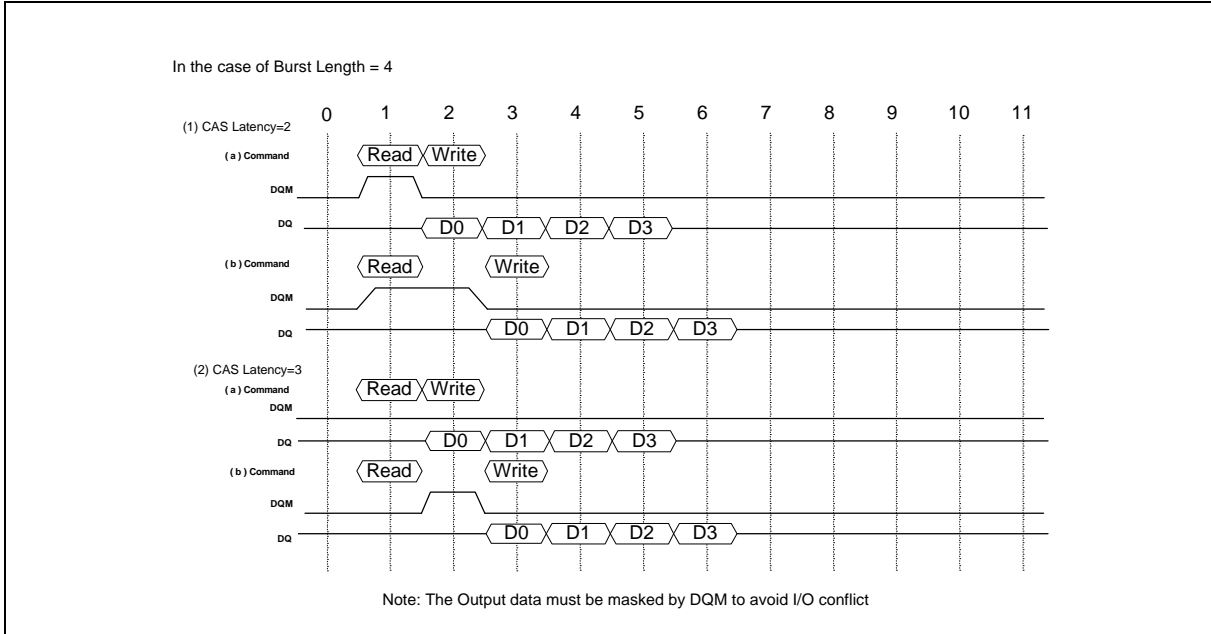 In the case of Burst Length = 4
0 1 2 3 4 5 6 7 8 9 10 11
(1) CAS Latency=2
( a ) Command Read Write
DQM
DQ D0 D1 D2 D3
( b ) Command Read Write
DQM
DQ D0 D1 D2 D3
(2) CAS Latency=3
( a ) Command Read Write
DQM
DQ D0 D1 D2 D3
( b ) Command Read Write
DQM
DQ D0 D1 D2 D3
Note: The Output data must be masked by DQM to avoid I/O conflict